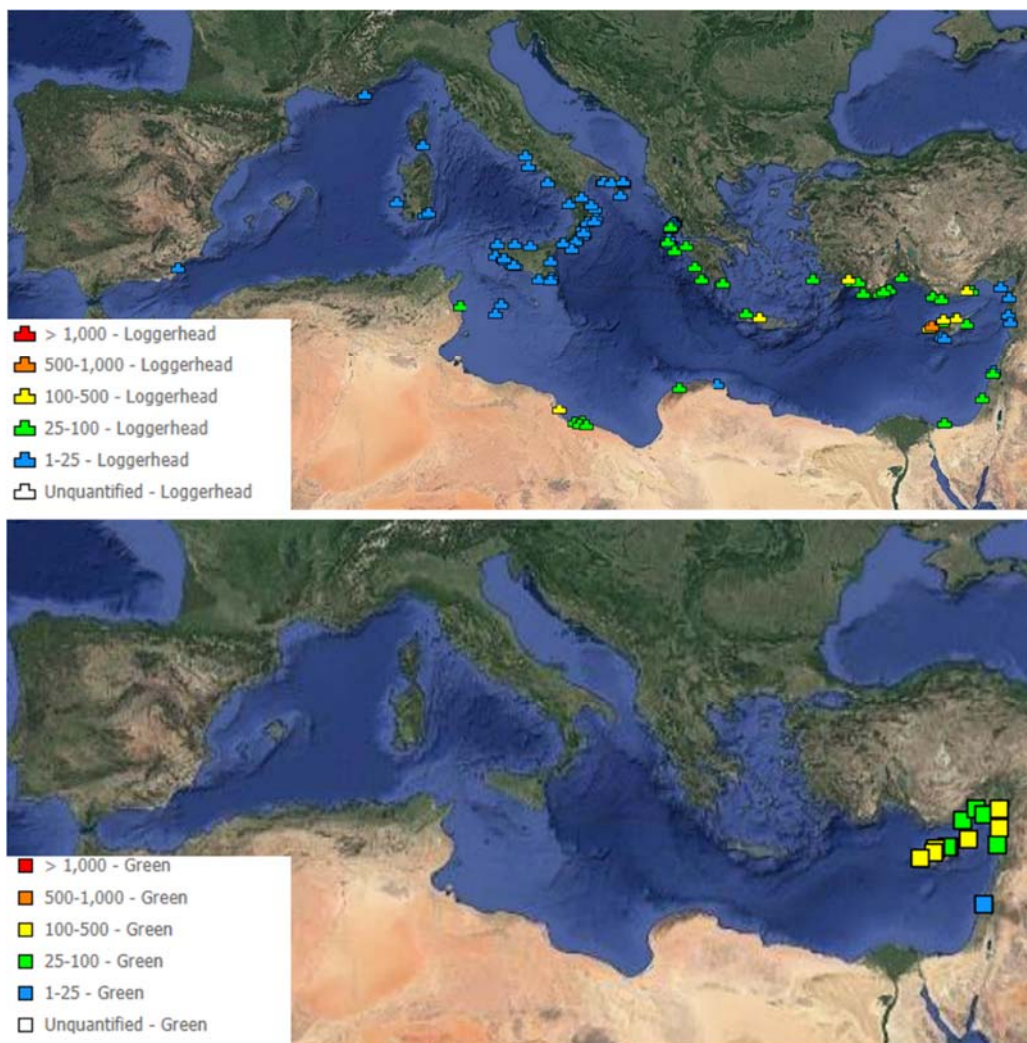 > 1,000 - Loggerhead
500-1,000 - Loggerhead
100-500 - Loggerhead
25-100 - Loggerhead
1-25 - Loggerhead
Unquantified - Loggerhead
> 1,000 - Green
500-1,000 - Green
100-500 - Green
25-100 - Green
1-25 - Green
Unquantified - Green